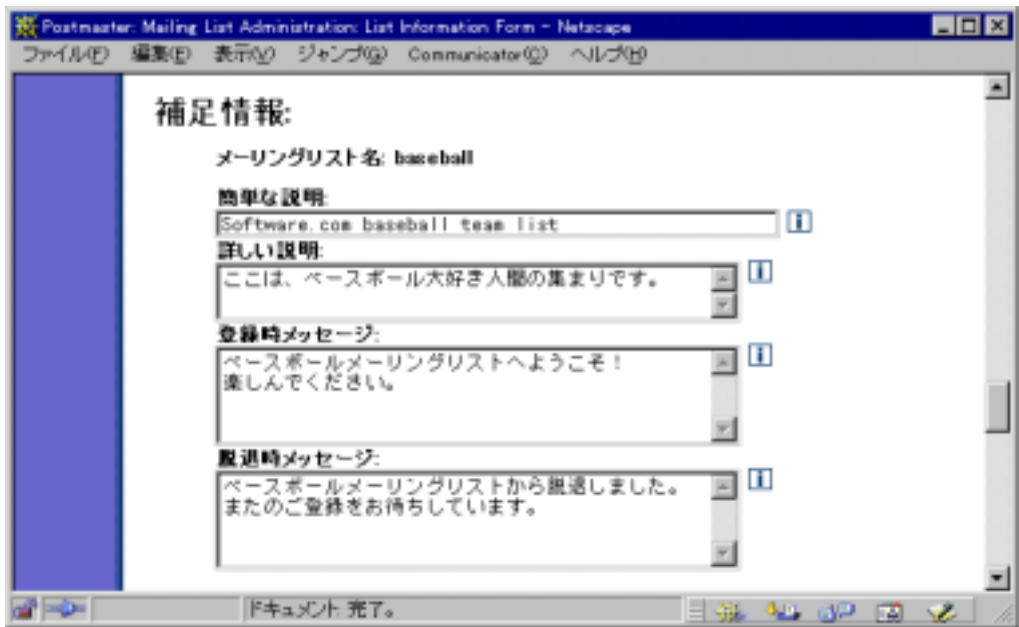 Postmaster: Mailing List Administration: List Information Form - Netscape
ファイル(F) 編集(E) 表示(V) ジャンプ(G) Communicator(C) ヘルプ(H)
補足情報:
メーリングリスト名: baseball
簡単な説明:
Software.com baseball team list
詳しい説明:
ここは、ベースボール大好き人間の集まりです。
登録時メッセージ:
ベースボールメーリングリストへようこそ！
楽しんでください。
脱退時メッセージ:
ベースボールメーリングリストから脱退しました。
またのご登録をお待ちしています。
ドキュメント: 完了。